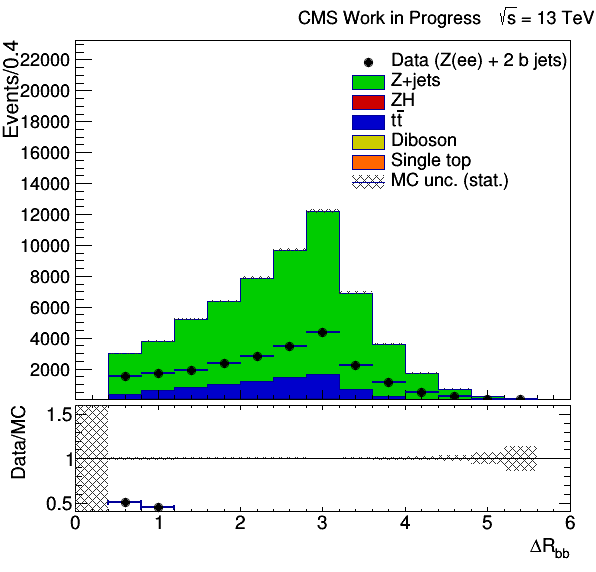 CMS Work in Progress √s = 13 TeV
Events/0.4
22000
20000
18000
16000
14000
12000
10000
8000
6000
4000
2000
Data (Z(ee) + 2 b jets)
Z+jets
ZH
tt̅
Diboson
Single top
MC unc. (stat.)
Data/MC
1.5
1
0.5
0 1 2 3 4 5 6
ΔRbb